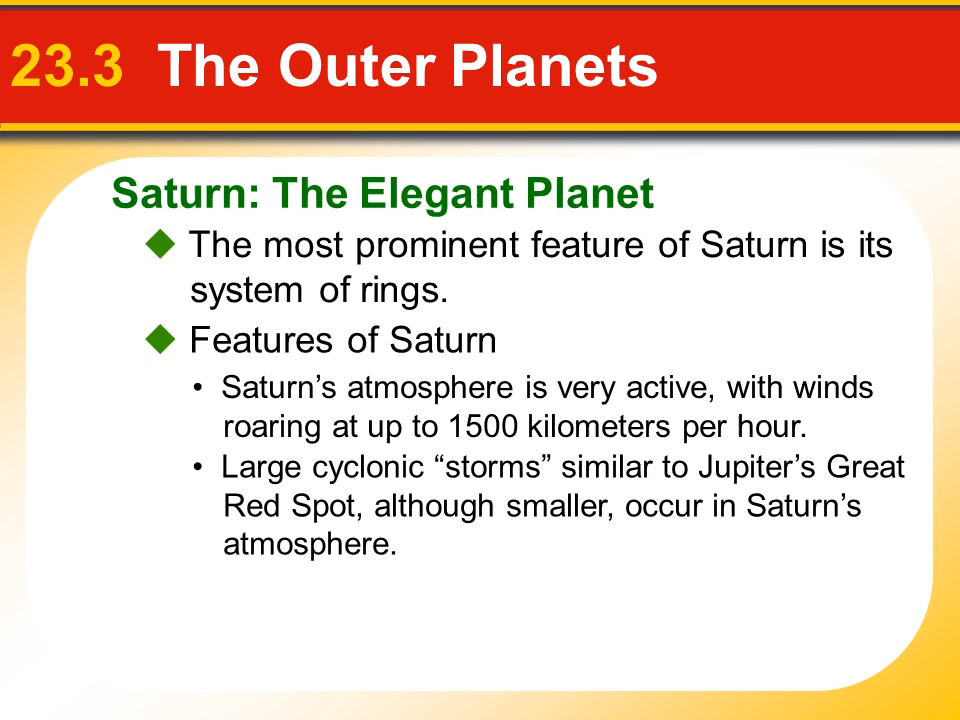 23.3 The Outer Planets
Saturn: The Elegant Planet
◆ The most prominent feature of Saturn is its
system of rings.
◆ Features of Saturn
• Saturn’s atmosphere is very active, with winds
roaring at up to 1500 kilometers per hour.
• Large cyclonic “storms” similar to Jupiter’s Great
Red Spot, although smaller, occur in Saturn’s
atmosphere.